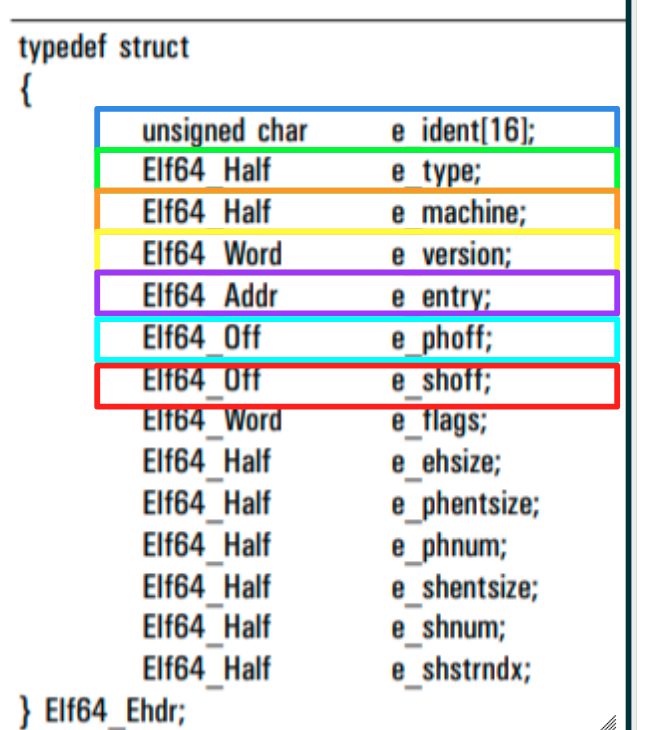 typedef struct
{
unsigned char e_ident[16];
Elf64_Half e_type;
Elf64_Half e_machine;
Elf64_Word e_version;
Elf64_Addr e_entry;
Elf64_Off e_phoff;
Elf64_Off e_shoff;
Elf64_Word e_flags;
Elf64_Half e_ehsize;
Elf64_Half e_phentsize;
Elf64_Half e_phnum;
Elf64_Half e_shentsize;
Elf64_Half e_shnum;
Elf64_Half e_shstrndx;
} Elf64_Ehdr;